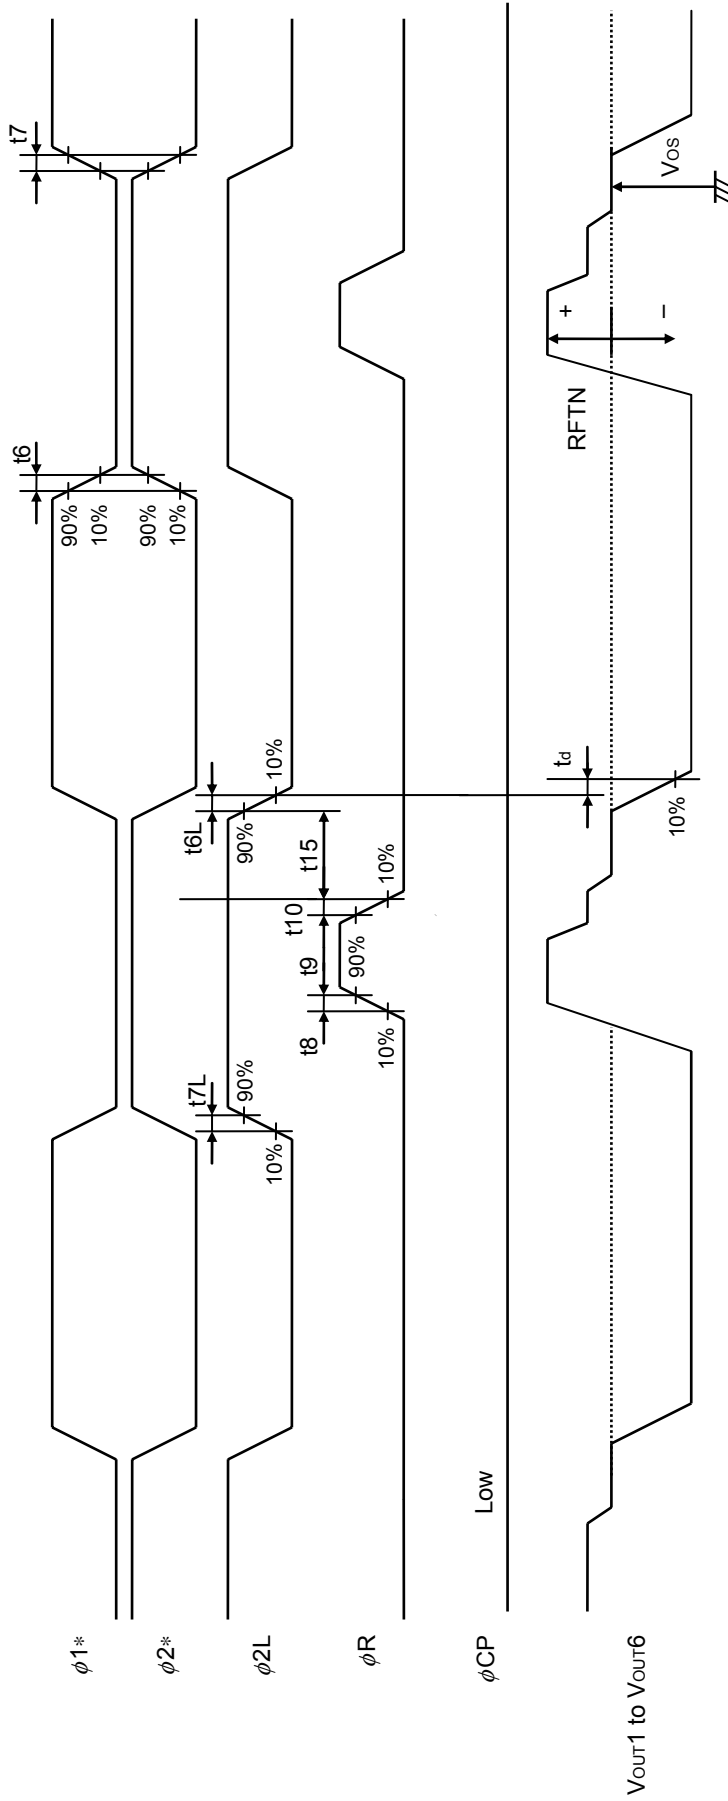 ϕ1*
t6
t7
90%
10%
ϕ2*
90%
10%
ϕ2L
t7L
90%
10%
t6L
90%
10%
ϕR
t8
t9
t10
t15
10%
90%
10%
ϕCP
Low
td
RFTN
+
−
VOUT1 to VOUT6
10%
VOS